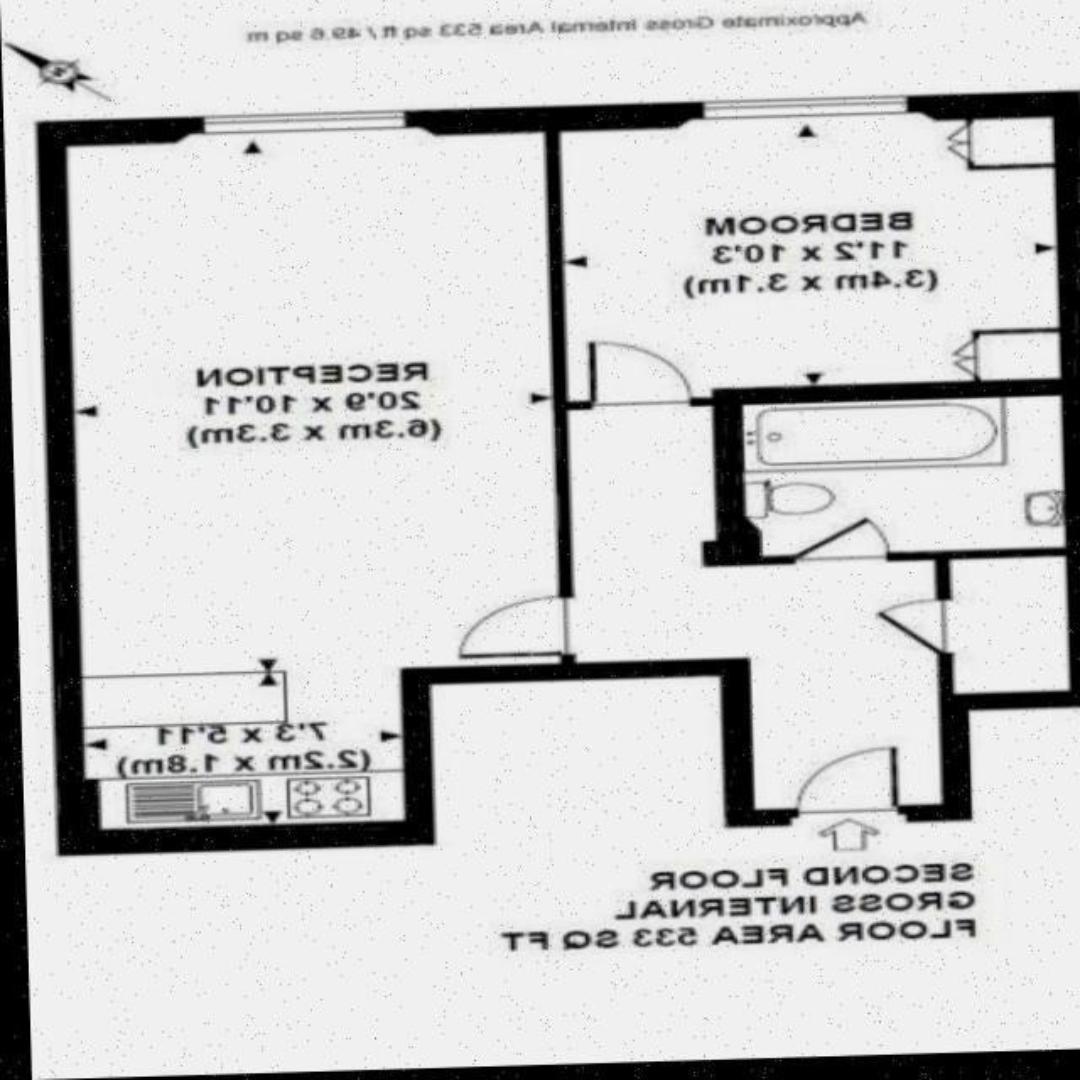 Approximate Gross Internal Area 533 sq ft / 49.6 sq m
BEDROOM
11'2 x 10'3
(3.4m x 3.1m)
RECEPTION
20'9 x 10'11
(6.3m x 3.3m)
7'3 x 5'11
(2.2m x 1.8m)
SECOND FLOOR
GROSS INTERNAL
FLOOR AREA 533 SQ FT